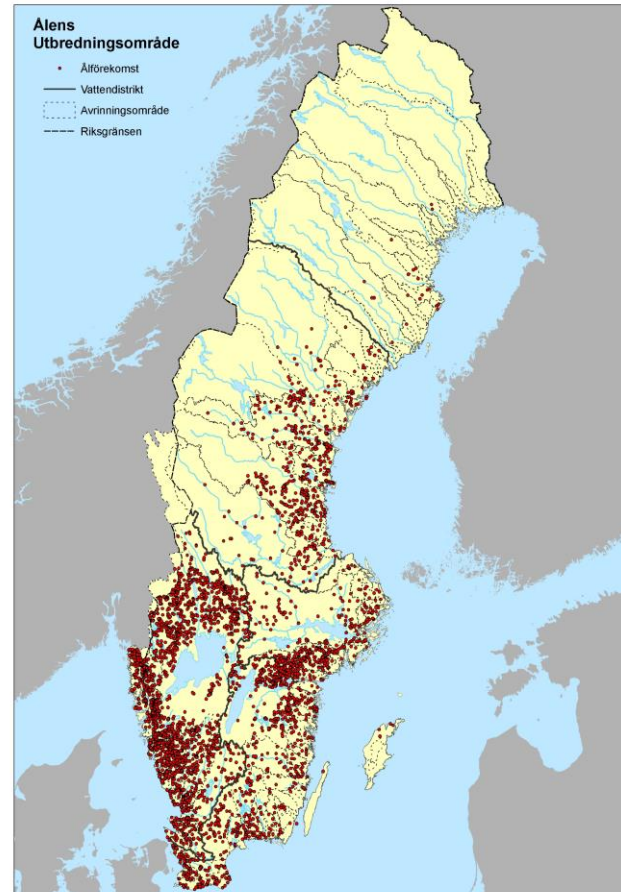 Ålens
Utbredningsområde
Ålförekomst
Vattendistrikt
Avrinningsområde
Riksgränsen